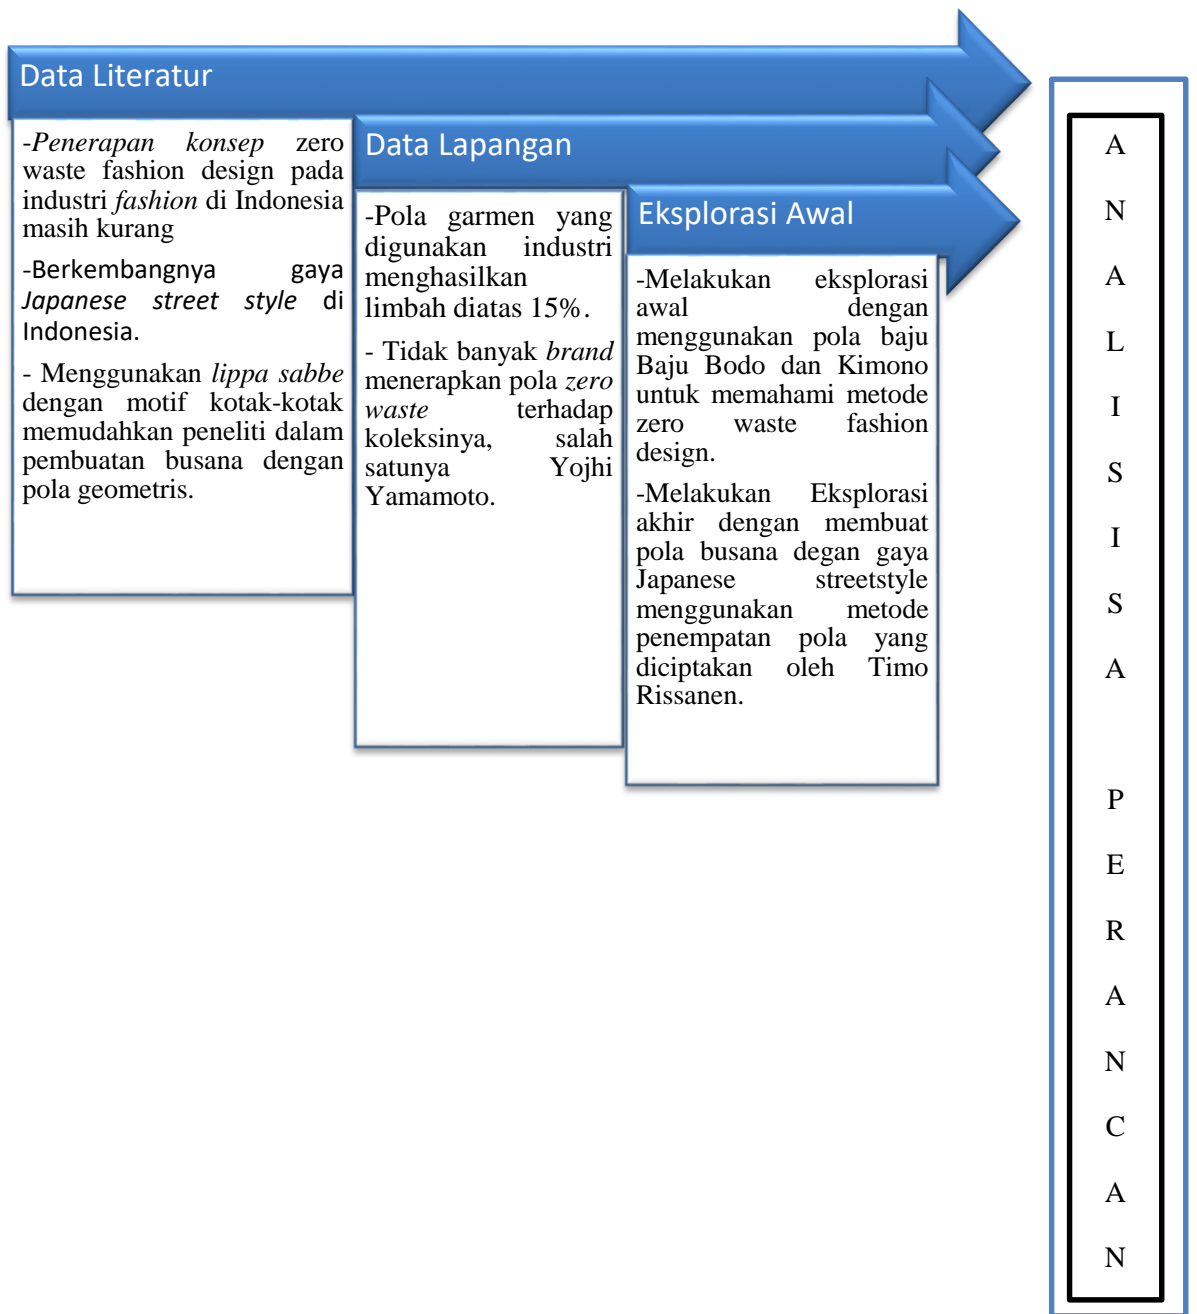 Data Literatur
-Penerapan konsep zero
waste fashion design pada
industri fashion di Indonesia
masih kurang
-Berkembangnya gaya
Japanese street style di
Indonesia.
- Menggunakan lippa sabbe
dengan motif kotak-kotak
memudahkan peneliti dalam
pembuatan busana dengan
pola geometris.
Data Lapangan
-Pola garmen yang
digunakan industri
menghasilkan
limbah diatas 15%.
- Tidak banyak brand
menerapkan pola zero
waste terhadap
koleksinya, salah
satunya Yojhi
Yamamoto.
Eksplorasi Awal
-Melakukan eksplorasi
awal dengan
menggunakan pola baju
Baju Bodo dan Kimono
untuk memahami metode
zero waste fashion
design.
-Melakukan Eksplorasi
akhir dengan membuat
pola busana degan gaya
Japanese streetstyle
menggunakan metode
penempatan pola yang
diciptakan oleh Timo
Rissanen.
A
N
A
L
I
S
I
S
A
P
E
R
A
N
C
A
N